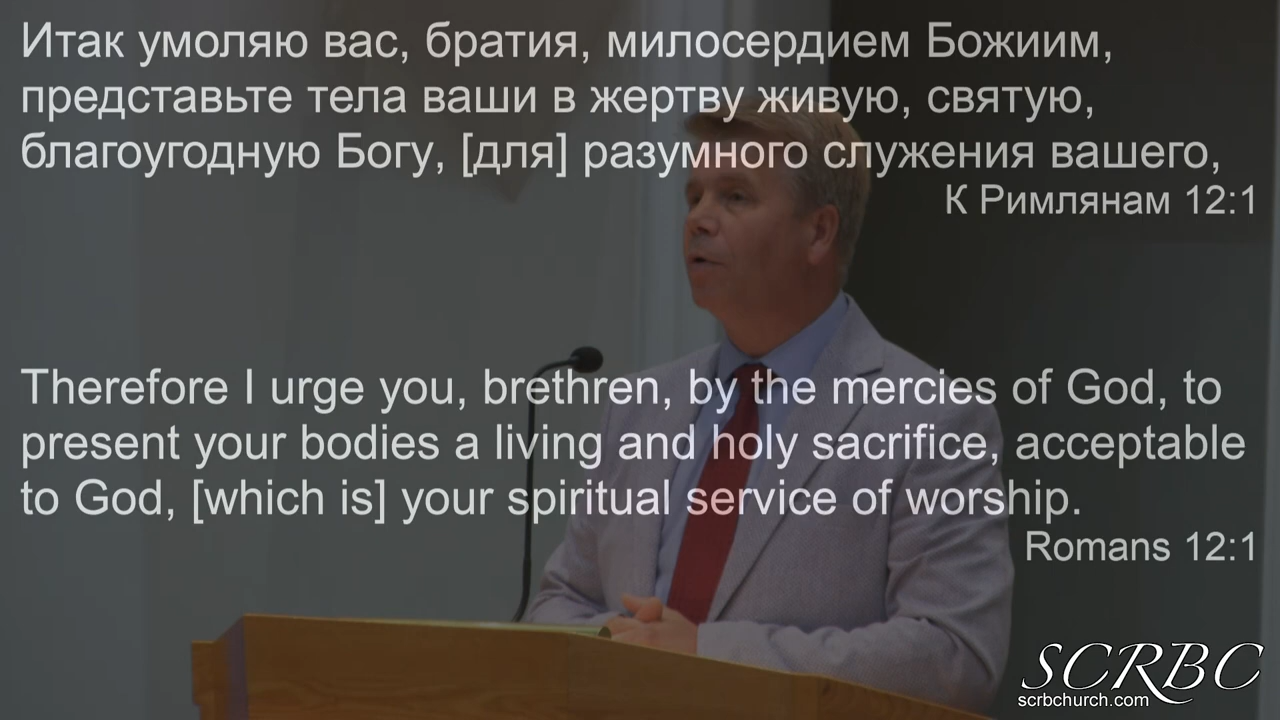 Итак умоляю вас, братия, милосердием Божиим,
представьте тела ваши в жертву живую, святую,
благоугодную Богу, [для] разумного служения вашего,
К Римлянам 12:1
Therefore I urge you, brethren, by the mercies of God, to
present your bodies a living and holy sacrifice, acceptable
to God, [which is] your spiritual service of worship.
Romans 12:1
SCRBC
scrbchurch.com